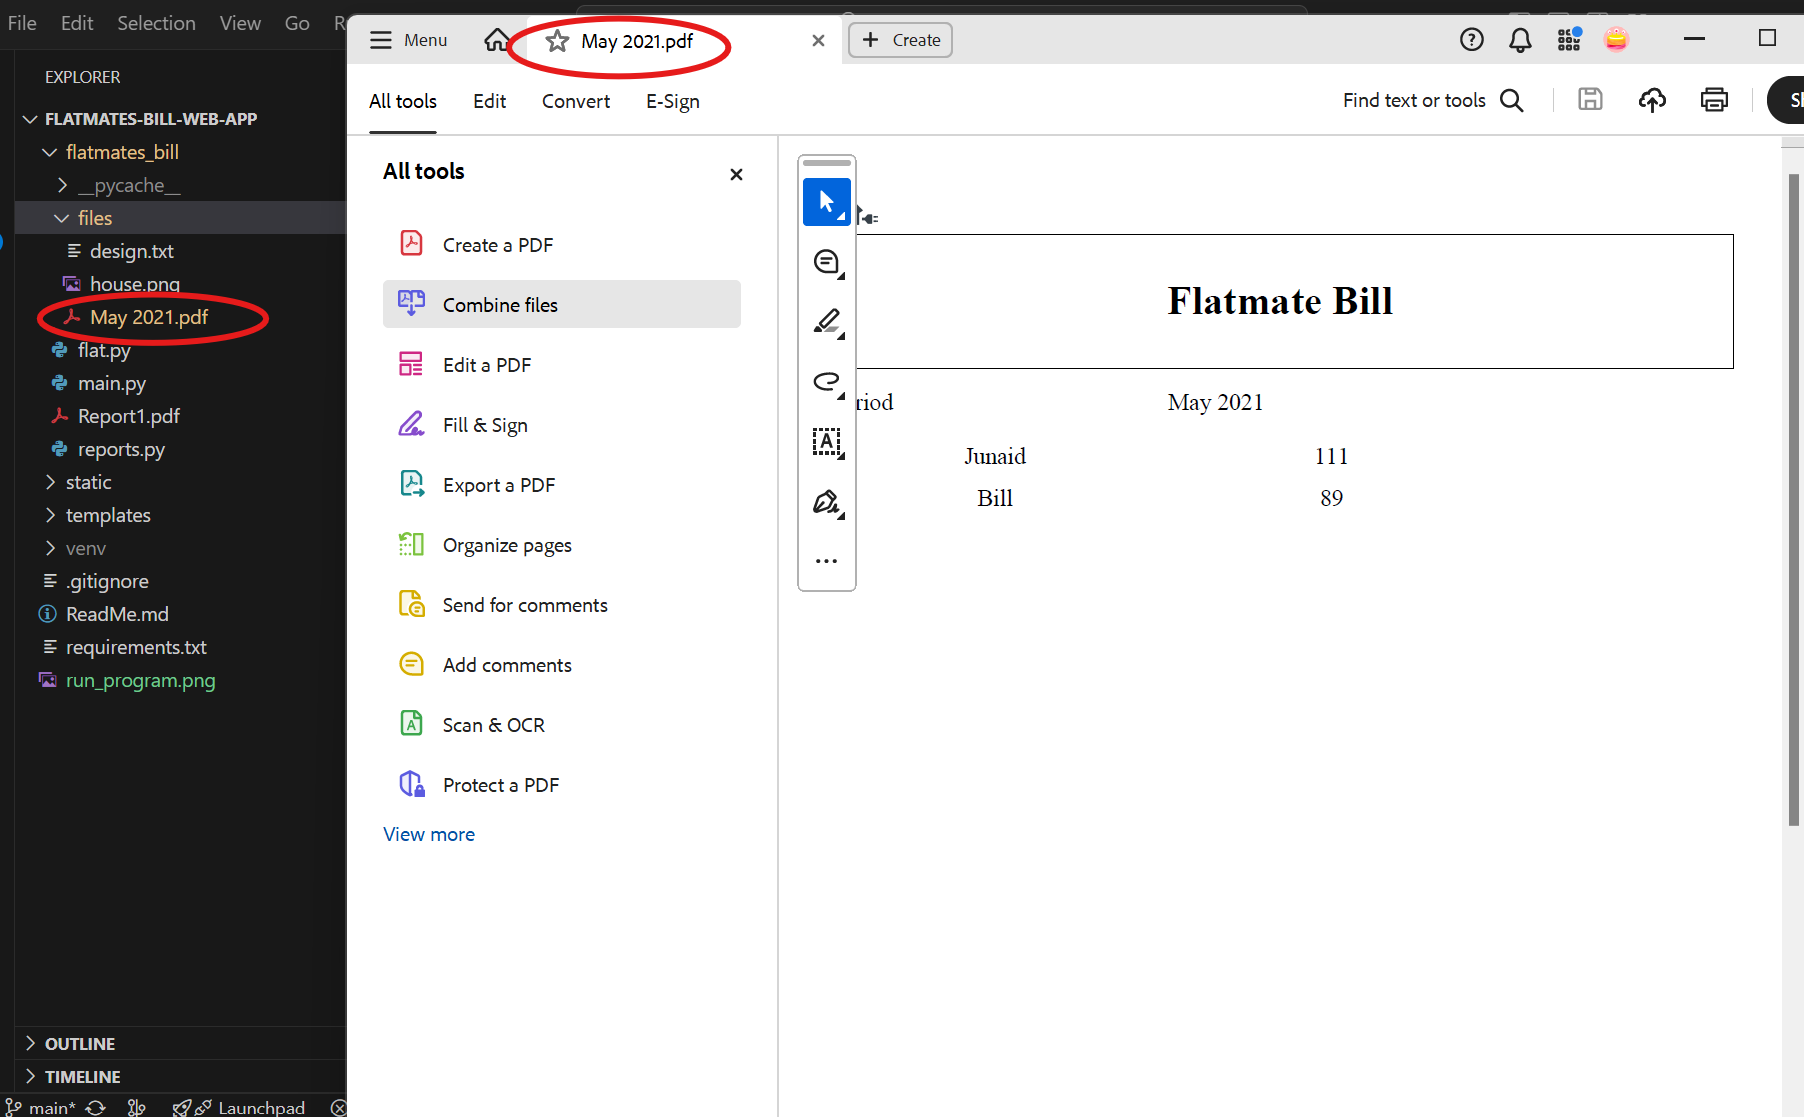 File Edit Selection View Go
EXPLORER
FLATMATES-BILL-WEB-APP
flatmates_bill
__pycache__
files
design.txt
house.png
May 2021.pdf
flat.py
main.py
Report1.pdf
reports.py
static
templates
venv
.gitignore
ReadMe.md
requirements.txt
run_program.png
OUTLINE
TIMELINE
main* Launchpad
Menu May 2021.pdf Create
All tools Edit Convert E-Sign Find text or tools
All tools
Create a PDF
Combine files
Edit a PDF
Fill & Sign
Export a PDF
Organize pages
Send for comments
Add comments
Scan & OCR
Protect a PDF
View more
Flatmate Bill
riod May 2021
Junaid 111
Bill 89